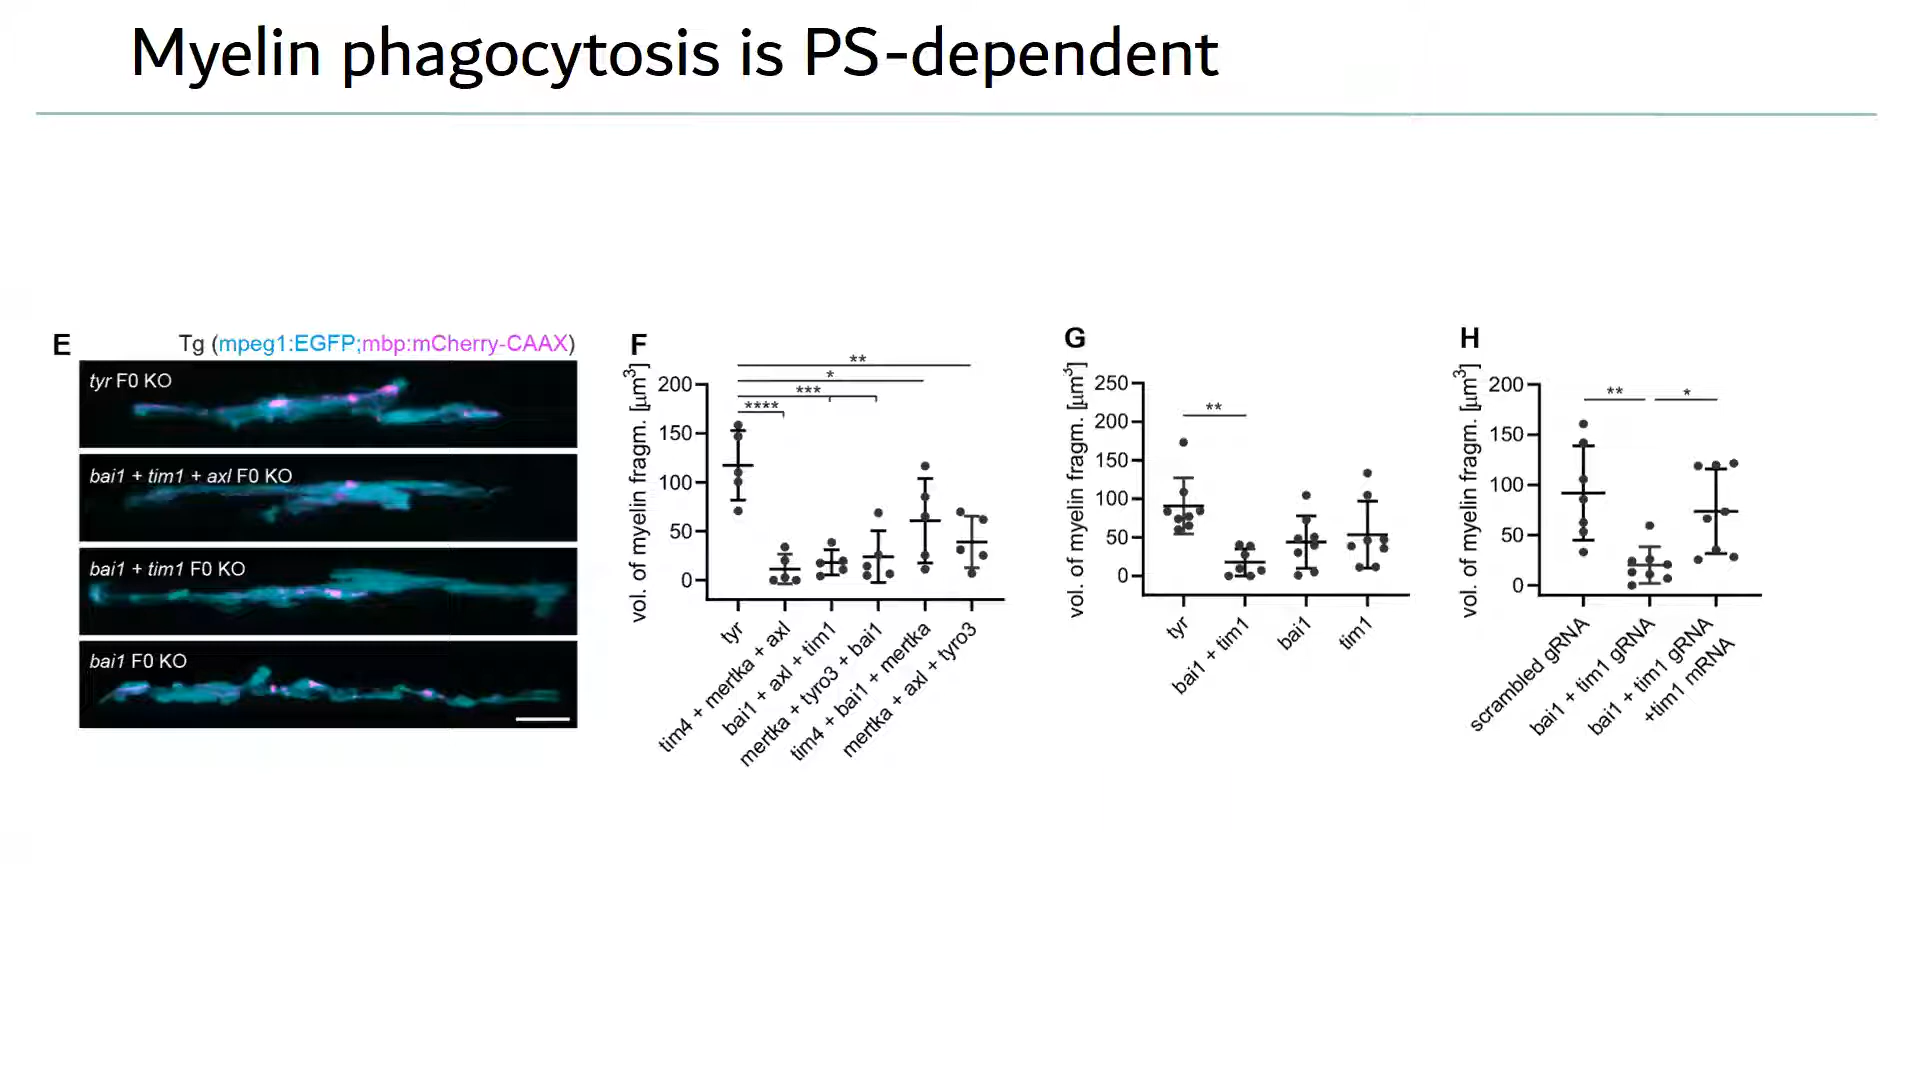 Myelin phagocytosis is PS-dependent
E
Tg (mpeg1:EGFP;mbp:mCherry-CAAX)
tyr F0 KO
bai1 + tim1 + axl F0 KO
bai1 + tim1 F0 KO
bai1 F0 KO
F
vol. of myelin fragm. [µm³]
200
150
100
50
0
**
*
***
****
tyr
tim4 + mertka + axl
bai1 + axl + tim1
mertka + tyro3 + bai1
tim4 + bai1 + mertka
mertka + axl + tyro3
G
vol. of myelin fragm. [µm³]
250
200
150
100
50
0
**
tyr
bai1 + tim1
bai1
tim1
H
vol. of myelin fragm. [µm³]
200
150
100
50
0
**
*
scrambled gRNA
bai1 + tim1 gRNA
bai1 + tim1 gRNA
+tim1 mRNA